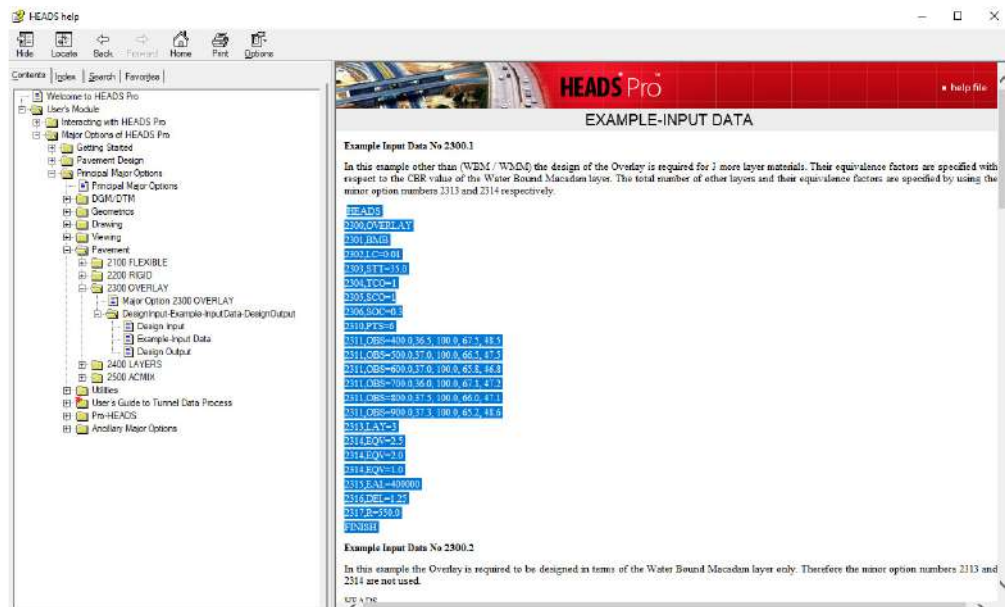 HEADS help
Hide Locate Back Forward Home Print Options
Contents Index Search Favorites
Welcome to HEADS Pro
User's Module
Interacting with HEADS Pro
Major Options of HEADS Pro
Getting Started
Pavement Design
Principal Major Options
Principal Major Options
DGM/DTM
Geometrics
Drawing
Viewing
Pavement
2100 FLEXIBLE
2200 RIGID
2300 OVERLAY
Major Option 2300 OVERLAY
DesignInput-Example-InputData-DesignOutput
Design Input
Example-Input Data
Design Output
2400 LAYERS
2500 ACMIX
Utilities
User's Guide to Tunnel Data Process
Pro-HEADS
Ancillary Major Options
HEADS Pro
help file
EXAMPLE-INPUT DATA
Example Input Data No 2300.1
In this example other than (WBM / WMM) the design of the Overlay is required for 3 more layer materials. Their equivalence factors are specified with
respect to the CBR value of the Water Bound Macadam layer. The total number of other layers and their equivalence factors are specified by using the
minor option numbers 2313 and 2314 respectively.
HEADS
2300,OVERLAY
2301,BMB
2302,LC=0.01
2303,STT=35.0
2304,TCO=1
2305,SCO=1
2306,SOC=0.3
2310,PTS=6
2311,OBS=400.0,36.5, 100.0, 67.5, 48.5
2311,OBS=500.0,37.0, 100.0, 66.5, 47.5
2311,OBS=600.0,37.0, 100.0, 65.8, 46.8
2311,OBS=700.0,36.0, 100.0, 67.1, 47.2
2311,OBS=800.0,37.5, 100.0, 66.0, 47.1
2311,OBS=900.0,37.3, 100.0, 65.2, 48.6
2313,LAY=3
2314,EQV=2.5
2314,EQV=2.0
2314,EQV=1.0
2315,EAL=400000
2316,DEL=1.25
2317,R=550.0
FINISH
Example Input Data No 2300.2
In this example the Overlay is required to be designed in terms of the Water Bound Macadam layer only. Therefore the minor option numbers 2313 and
2314 are not used.
HEADS